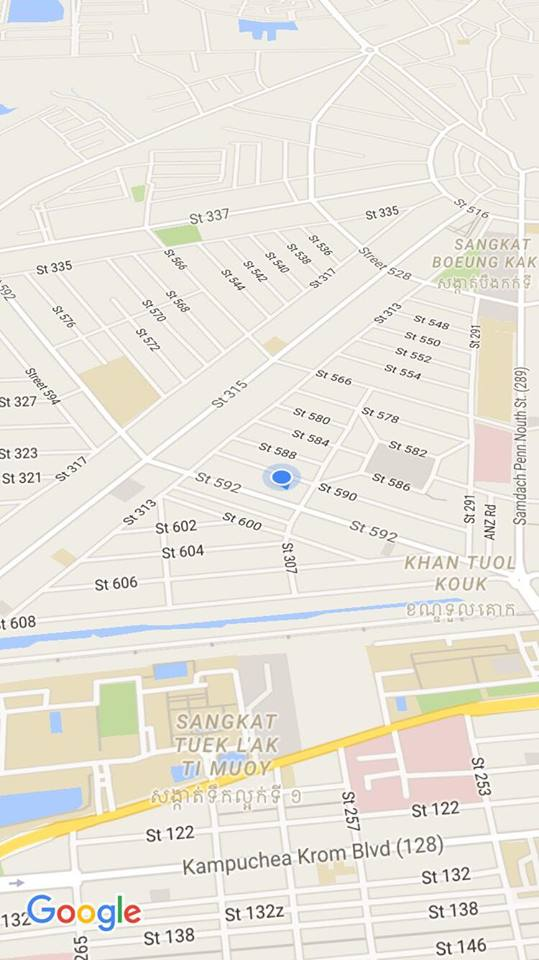 St 337
St 335
St 516
St 536
St 538
St 540
St 542
St 544
St 566
St 317
Street 528
SANGKAT
BOEUNG KAK
សង្កាត់បឹងកក់ទី
St 335
St 592
St 576
St 570
St 568
St 572
St 313
St 548
St 550
St 552
St 554
St 291
St 566
Samdach Penn Nouth St. (289)
Street 594
St 327
St 315
St 578
St 580
St 584
St 582
St 588
St 323
St 321
St 317
St 592
St 590
St 586
St 313
St 600
St 592
St 291
ANZ Rd
St 602
St 604
St 307
St 606
KHAN TUOL
KOUK
ខណ្ឌទួលគោក
St 608
SANGKAT
TUEK L'AK
TI MUOY
សង្កាត់ទឹកល្អក់ទី ១
St 253
St 257
St 122
St 122
Kampuchea Krom Blvd (128)
St 132
132
Google
St 132z
St 138
St 138
St 146
265